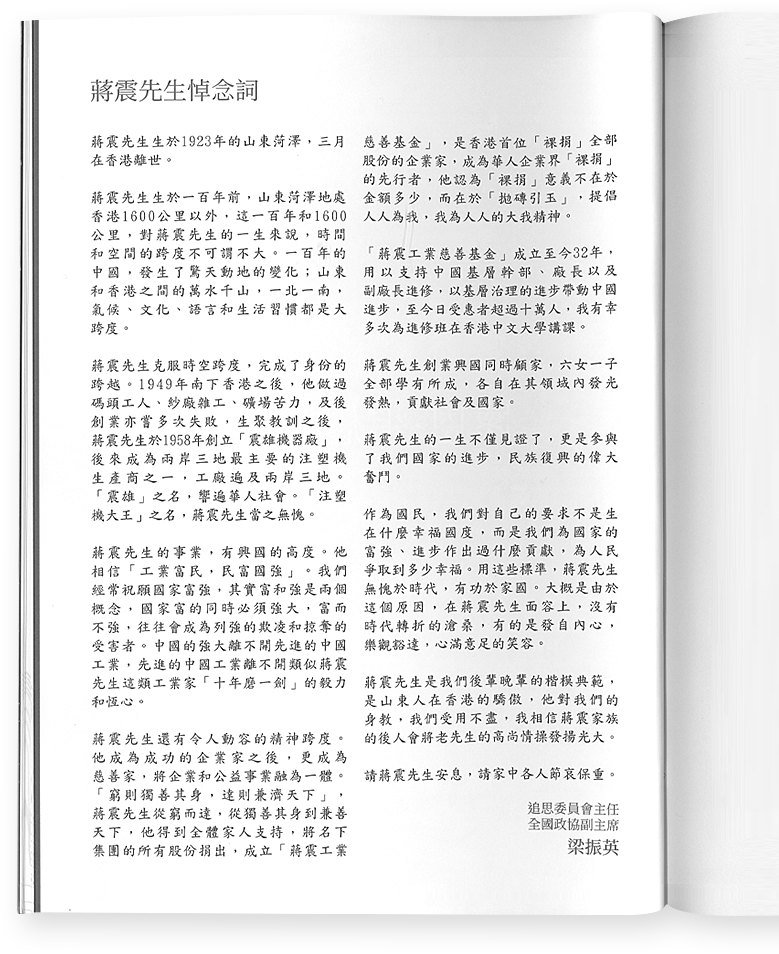 蔣震先生悼念詞
蔣震先生生於1923年的山東菏澤，三月
在香港離世。
蔣震先生生於一百年前，山東菏澤地處
香港1600公里以外，這一百年和1600
公里，對蔣震先生的一生來說，時間
和空間的跨度不可謂不大。一百年的
中國，發生了驚天動地的變化；山東
和香港之間的萬水千山，一北一南，
氣候、文化、語言和生活習慣都是大
跨度。
蔣震先生克服時空跨度，完成了身份的
跨越。1949年南下香港之後，他做過
碼頭工人、紗廠雜工、礦場苦力，及後
創業亦嘗多次失敗，生聚教訓之後，
蔣震先生於1958年創立「震雄機器廠」，
後來成為兩岸三地最主要的注塑機
生產商之一，工廠遍及兩岸三地。
「震雄」之名，響遍華人社會。「注塑
機大王」之名，蔣震先生當之無愧。
蔣震先生的事業，有興國的高度。他
相信「工業富民，民富國強」。我們
經常祝願國家富強，其實富和強是兩個
概念，國家富的同時必須強大，富而
不強，往往會成為列強的欺凌和掠奪的
受害者。中國的強大離不開先進的中國
工業，先進的中國工業離不開類似蔣震
先生這類工業家「十年磨一劍」的毅力
和恆心。
蔣震先生還有令人動容的精神跨度。
他成為成功的企業家之後，更成為
慈善家，將企業和公益事業融為一體。
「窮則獨善其身，達則兼濟天下」，
蔣震先生從窮而達，從獨善其身到兼善
天下，他得到全體家人支持，將名下
集團的所有股份捐出，成立「蔣震工業
慈善基金」，是香港首位「裸捐」全部
股份的企業家，成為華人企業界「裸捐」
的先行者，他認為「裸捐」意義不在於
金額多少，而在於「拋磚引玉」，提倡
人人為我，我為人人的大我精神。
「蔣震工業慈善基金」成立至今32年，
用以支持中國基層幹部、廠長以及
副廠長進修，以基層治理的進步帶動中國
進步，至今日受惠者超過十萬人，我有幸
多次為進修班在香港中文大學講課。
蔣震先生創業興國同時顧家，六女一子
全部學有所成，各自在其領域內發光
發熱，貢獻社會及國家。
蔣震先生的一生不僅見證了，更是參與
了我們國家的進步，民族復興的偉大
奮鬥。
作為國民，我們對自己的要求不是生
在什麼幸福國度，而是我們為國家的
富強、進步作出過什麼貢獻，為人民
爭取到多少幸福。用這些標準，蔣震先生
無愧於時代，有功於家國。大概是由於
這個原因，在蔣震先生面容上，沒有
時代轉折的滄桑，有的是發自內心，
樂觀豁達，心滿意足的笑容。
蔣震先生是我們後輩晚輩的楷模典範，
是山東人在香港的驕傲，他對我們的
身教，我們受用不盡，我相信蔣震家族
的後人會將老先生的高尚情操發揚光大。
請蔣震先生安息，請家中各人節哀保重。
追思委員會主任
全國政協副主席
梁振英